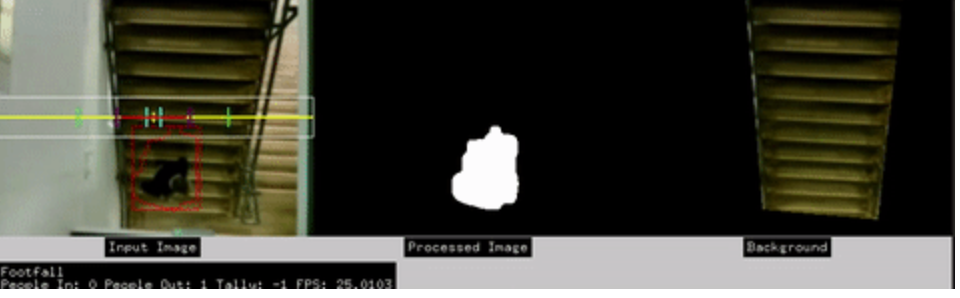 Input Image
Processed Image
Background
Footfall
People In: 0 People Out: 1 Tally: -1 FPS: 25.0103